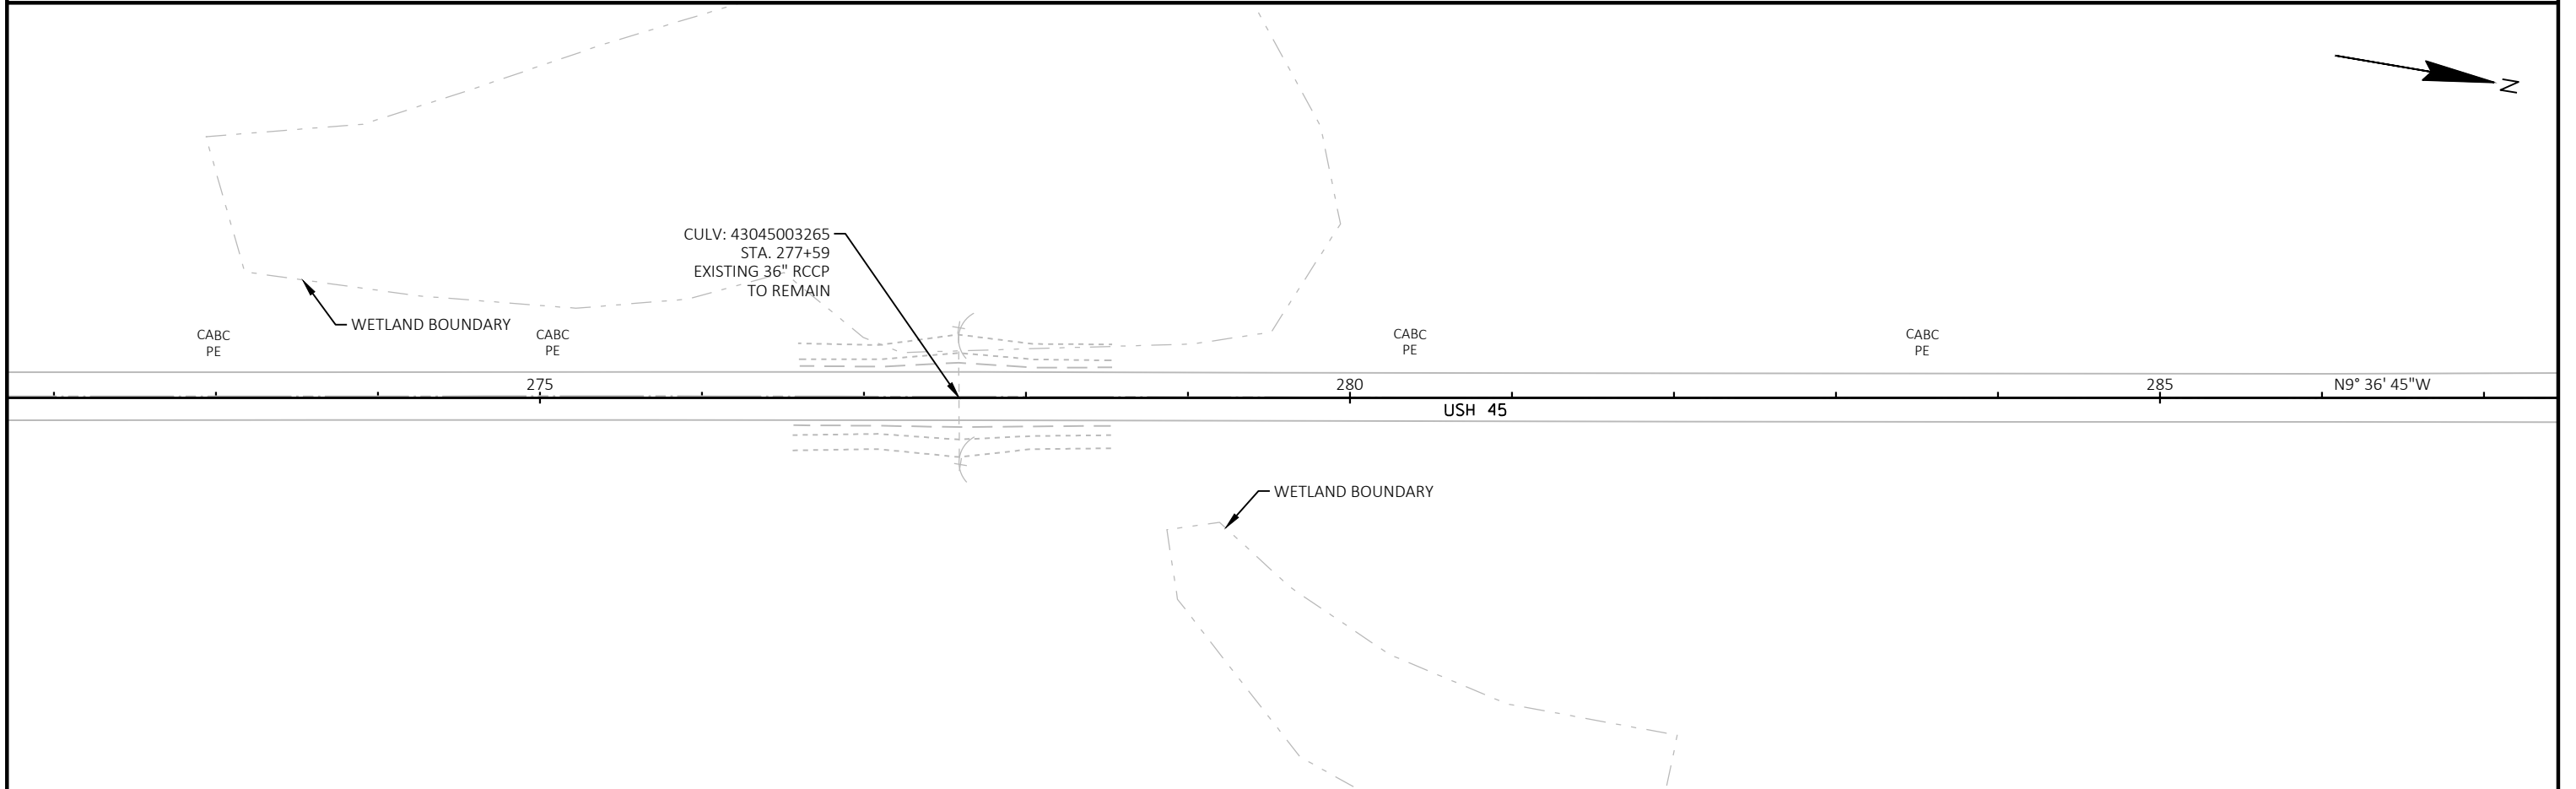 N
CULV: 43045003265
STA. 277+59
EXISTING 36" RCCP
TO REMAIN
WETLAND BOUNDARY
CABC
PE
CABC
PE
CABC
PE
CABC
PE
275
280
285
N9° 36' 45"W
USH 45
WETLAND BOUNDARY